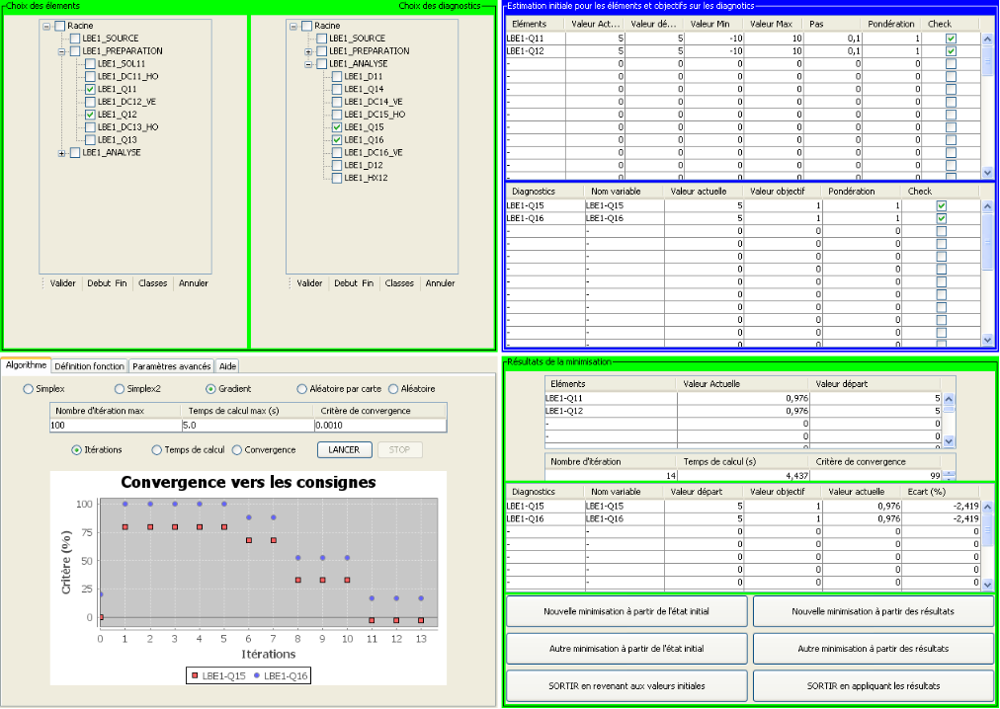 Choix des élements
Choix des diagnostics
Racine
LBE1_SOURCE
LBE1_PREPARATION
LBE1_SOL11
LBE1_DC11_HO
LBE1_Q11
LBE1_DC12_VE
LBE1_Q12
LBE1_DC13_HO
LBE1_Q13
LBE1_ANALYSE
Valider Debut Fin Classes Annuler
Racine
LBE1_SOURCE
LBE1_PREPARATION
LBE1_ANALYSE
LBE1_D11
LBE1_Q14
LBE1_DC14_VE
LBE1_DC15_HO
LBE1_Q15
LBE1_Q16
LBE1_DC16_VE
LBE1_D12
LBE1_HX12
Valider Debut Fin Classes Annuler
Estimation initiale pour les éléments et objectifs sur les diagnotics
Eléments Valeur Act... Valeur dé... Valeur Min Valeur Max Pas Pondération Check
LBE1-Q11 5 5 -10 10 0,1 1
LBE1-Q12 5 5 -10 10 0,1 1
- 0 0 0 0 0 0
- 0 0 0 0 0 0
- 0 0 0 0 0 0
- 0 0 0 0 0 0
- 0 0 0 0 0 0
- 0 0 0 0 0 0
- 0 0 0 0 0 0
- 0 0 0 0 0 0
- 0 0 0 0 0 0
- 0 0 0 0 0 0
Diagnostics Nom variable Valeur actuelle Valeur objectif Pondération Check
LBE1-Q15 LBE1-Q15 5 1 1
LBE1-Q16 LBE1-Q16 5 1 1
- - 0 0 0
- - 0 0 0
- - 0 0 0
- - 0 0 0
- - 0 0 0
- - 0 0 0
- - 0 0 0
- - 0 0 0
- - 0 0 0
- - 0 0 0
Algorithme Définition fonction Paramètres avancés Aide
Simplex Simplex2 Gradient Aléatoire par carte Aléatoire
Nombre d'itération max Temps de calcul max (s) Critère de convergence
100 5.0 0.0010
Itérations Temps de calcul Convergence LANCER STOP
Convergence vers les consignes
Critère (%)
100
75
50
25
0
0 1 2 3 4 5 6 7 8 9 10 11 12 13
Itérations
LBE1-Q15 LBE1-Q16
Résultats de la minimisation
Eléments Valeur Actuelle Valeur départ
LBE1-Q11 0,976 5
LBE1-Q12 0,976 5
- 0 0
- 0 0
- 0 0
Nombre d'itération Temps de calcul (s) Critère de convergence
14 4,437 99
Diagnostics Nom variable Valeur départ Valeur objectif Valeur actuelle Ecart (%)
LBE1-Q15 LBE1-Q15 5 1 0,976 -2,419
LBE1-Q16 LBE1-Q16 5 1 0,976 -2,419
- - 0 0 0 0
- - 0 0 0 0
- - 0 0 0 0
- - 0 0 0 0
- - 0 0 0 0
Nouvelle minimisation à partir de l'état initial Nouvelle minimisation à partir des résultats
Autre minimisation à partir de l'état initial Autre minimisation à partir des résultats
SORTIR en revenant aux valeurs initiales SORTIR en appliquant les résultats